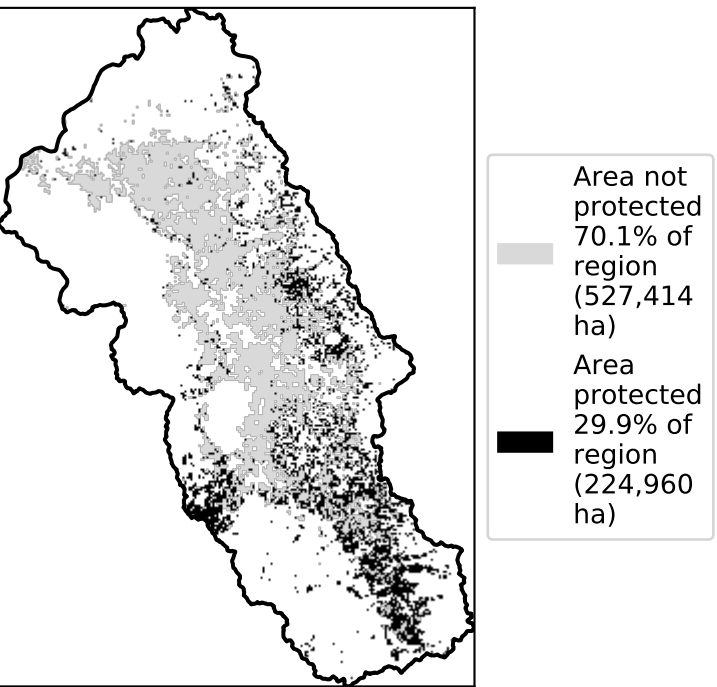 Area not
protected
70.1% of
region
(527,414
ha)
Area
protected
29.9% of
region
(224,960
ha)